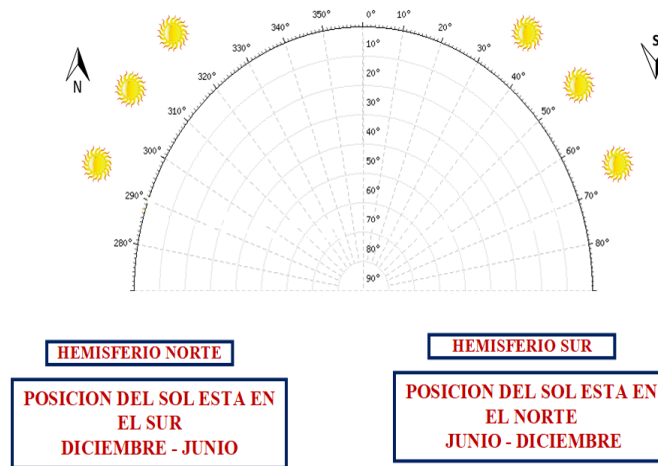 350° 0° 10°
340° 20°
330° 30°
320° 40°
310° 50°
300° 60°
290° 70°
280° 80°
10°
20°
30°
40°
50°
60°
70°
80°
90°
N
S
HEMISFERIO NORTE
POSICION DEL SOL ESTA EN
EL SUR
DICIEMBRE - JUNIO
HEMISFERIO SUR
POSICION DEL SOL ESTA EN
EL NORTE
JUNIO - DICIEMBRE